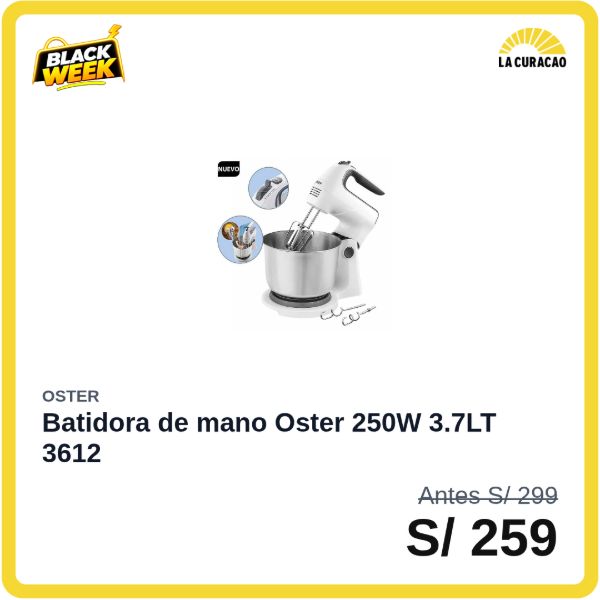 BLACK
WEEK
LA CURACAO
NUEVO
OSTER
Batidora de mano Oster 250W 3.7LT
3612
Antes S/ 299
S/ 259